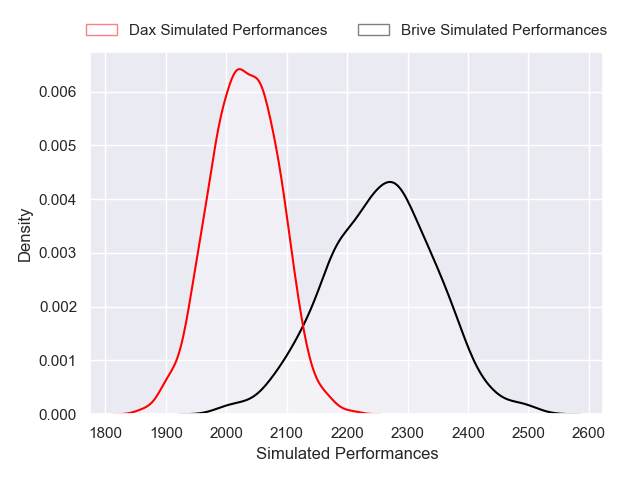 Dax Simulated Performances Brive Simulated Performances
0.006
0.005
0.004
0.003
0.002
0.001
0.000
Density
1800 1900 2000 2100 2200 2300 2400 2500 2600
Simulated Performances